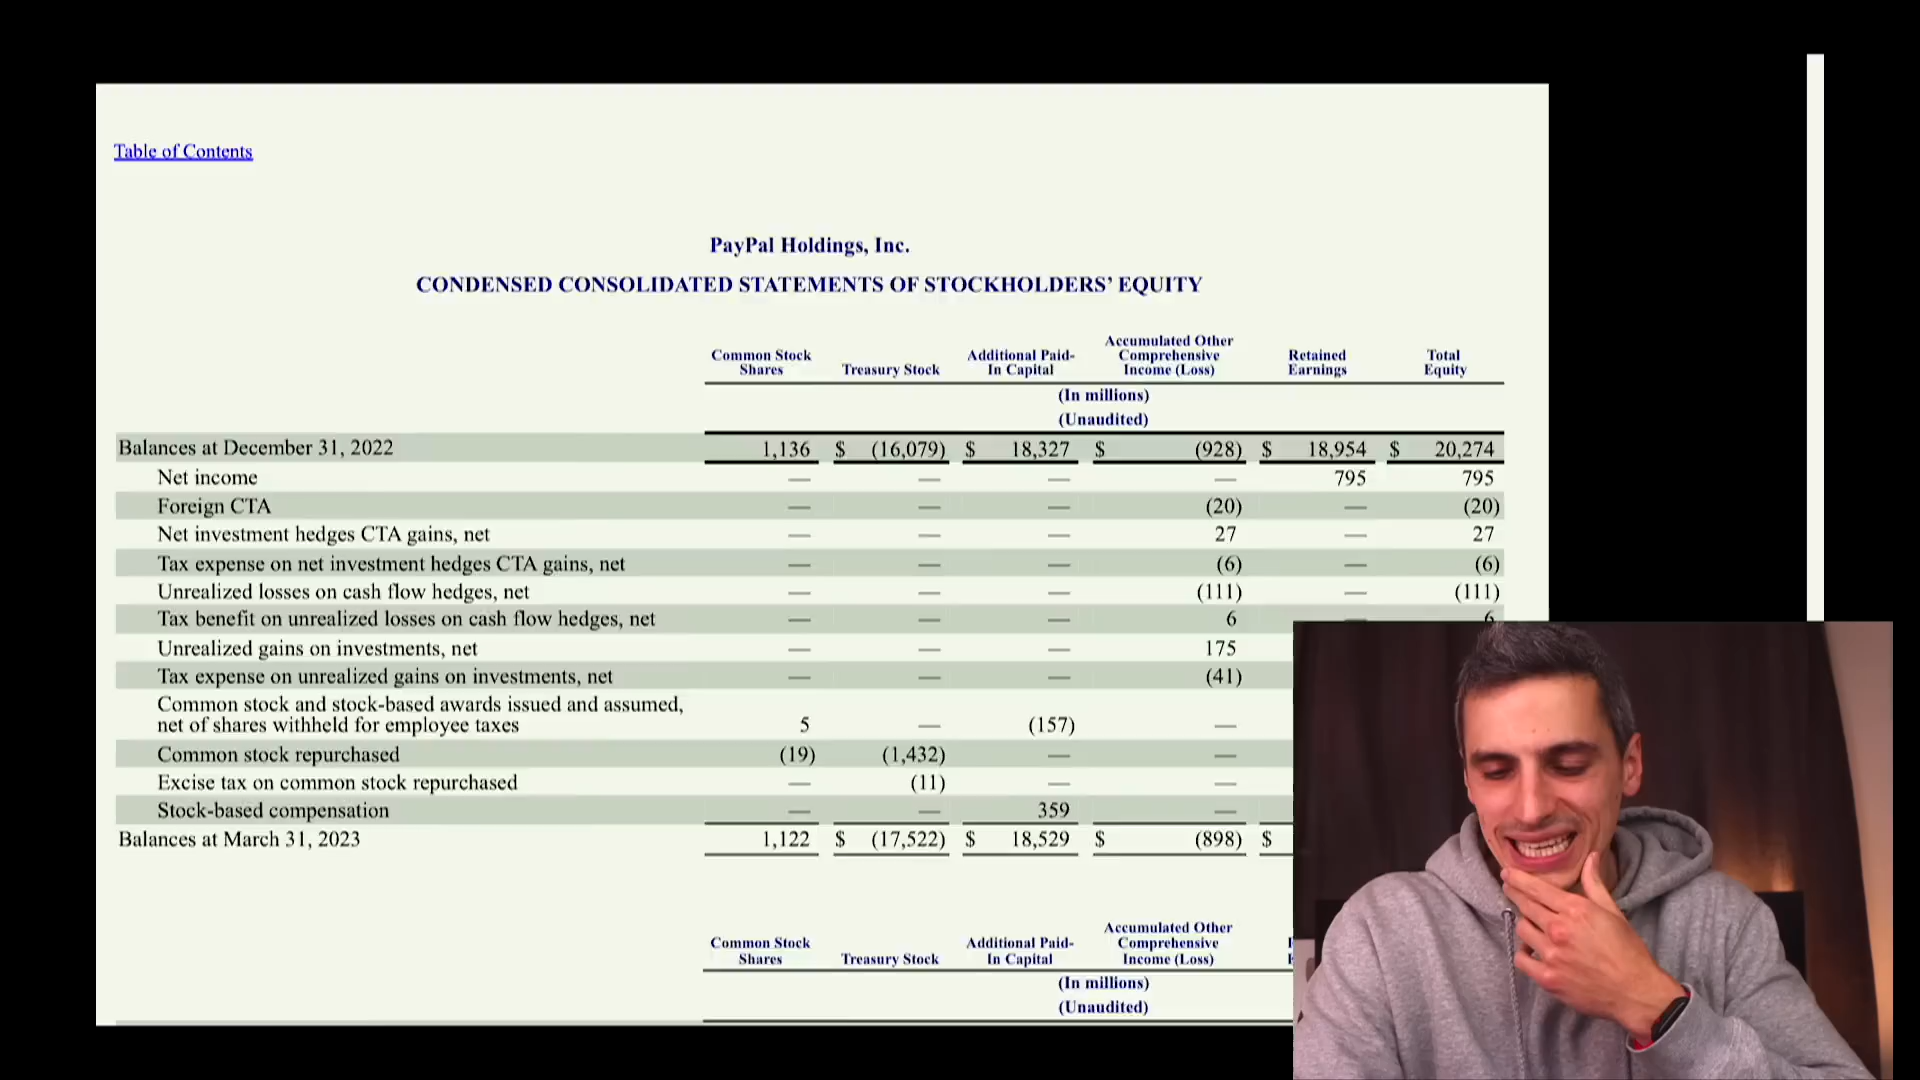 Table of Contents
PayPal Holdings, Inc.
CONDENSED CONSOLIDATED STATEMENTS OF STOCKHOLDERS’ EQUITY
Common Stock Shares Treasury Stock Additional Paid-In Capital Accumulated Other Comprehensive Income (Loss) Retained Earnings Total Equity
(In millions)
(Unaudited)
Balances at December 31, 2022 1,136 $ (16,079) $ 18,327 $ (928) $ 18,954 $ 20,274
Net income — — — — 795 795
Foreign CTA — — — (20) — (20)
Net investment hedges CTA gains, net — — — 27 — 27
Tax expense on net investment hedges CTA gains, net — — — (6) — (6)
Unrealized losses on cash flow hedges, net — — — (111) — (111)
Tax benefit on unrealized losses on cash flow hedges, net — — — 6 — 6
Unrealized gains on investments, net — — — 175
Tax expense on unrealized gains on investments, net — — — (41)
Common stock and stock-based awards issued and assumed,
net of shares withheld for employee taxes 5 — (157) —
Common stock repurchased (19) (1,432) — —
Excise tax on common stock repurchased — (11) — —
Stock-based compensation — — 359 —
Balances at March 31, 2023 1,122 $ (17,522) $ 18,529 $ (898) $
Common Stock Shares Treasury Stock Additional Paid-In Capital Accumulated Other Comprehensive Income (Loss)
(In millions)
(Unaudited)